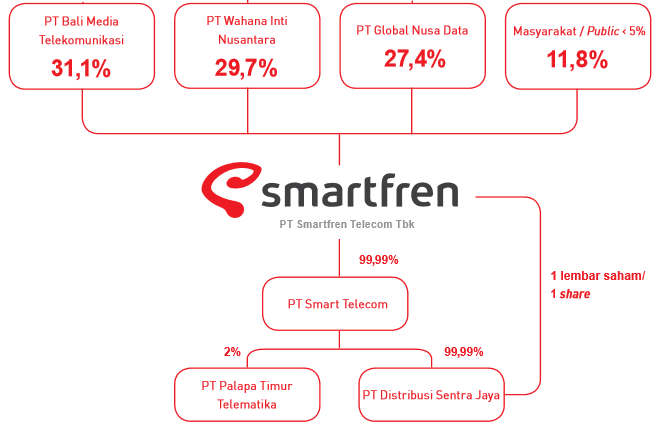 PT Bali Media
Telekomunikasi
31,1%
PT Wahana Inti
Nusantara
29,7%
PT Global Nusa Data
27,4%
Masyarakat / Public < 5%
11,8%
smartfren
PT Smartfren Telecom Tbk
99,99%
1 lembar saham/
1 share
PT Smart Telecom
2%
99,99%
PT Palapa Timur
Telematika
PT Distribusi Sentra Jaya